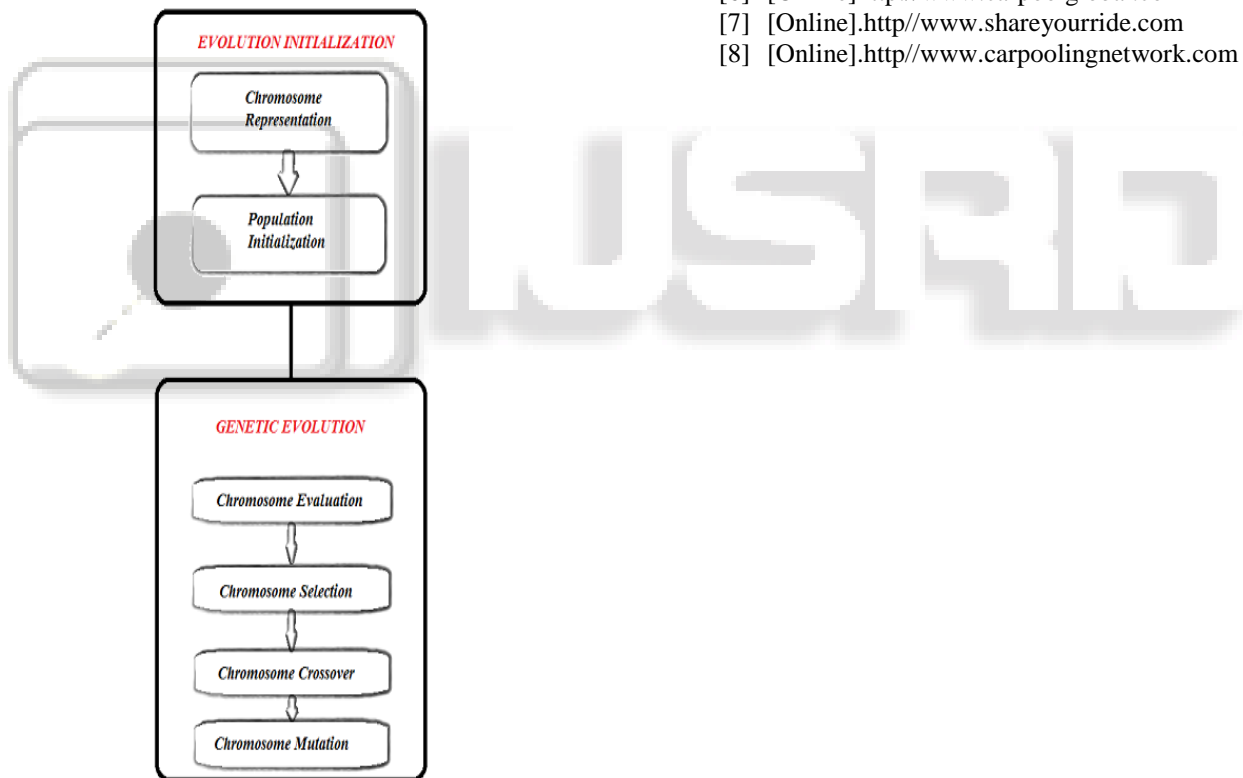 EVOLUTION INITIALIZATION
Chromosome
Representation
Population
Initialization
GENETIC EVOLUTION
Chromosome Evaluation
Chromosome Selection
Chromosome Crossover
Chromosome Mutation
[7] [Online].http//www.shareyourride.com
[8] [Online].http//www.carpoolingnetwork.com
IJSRD